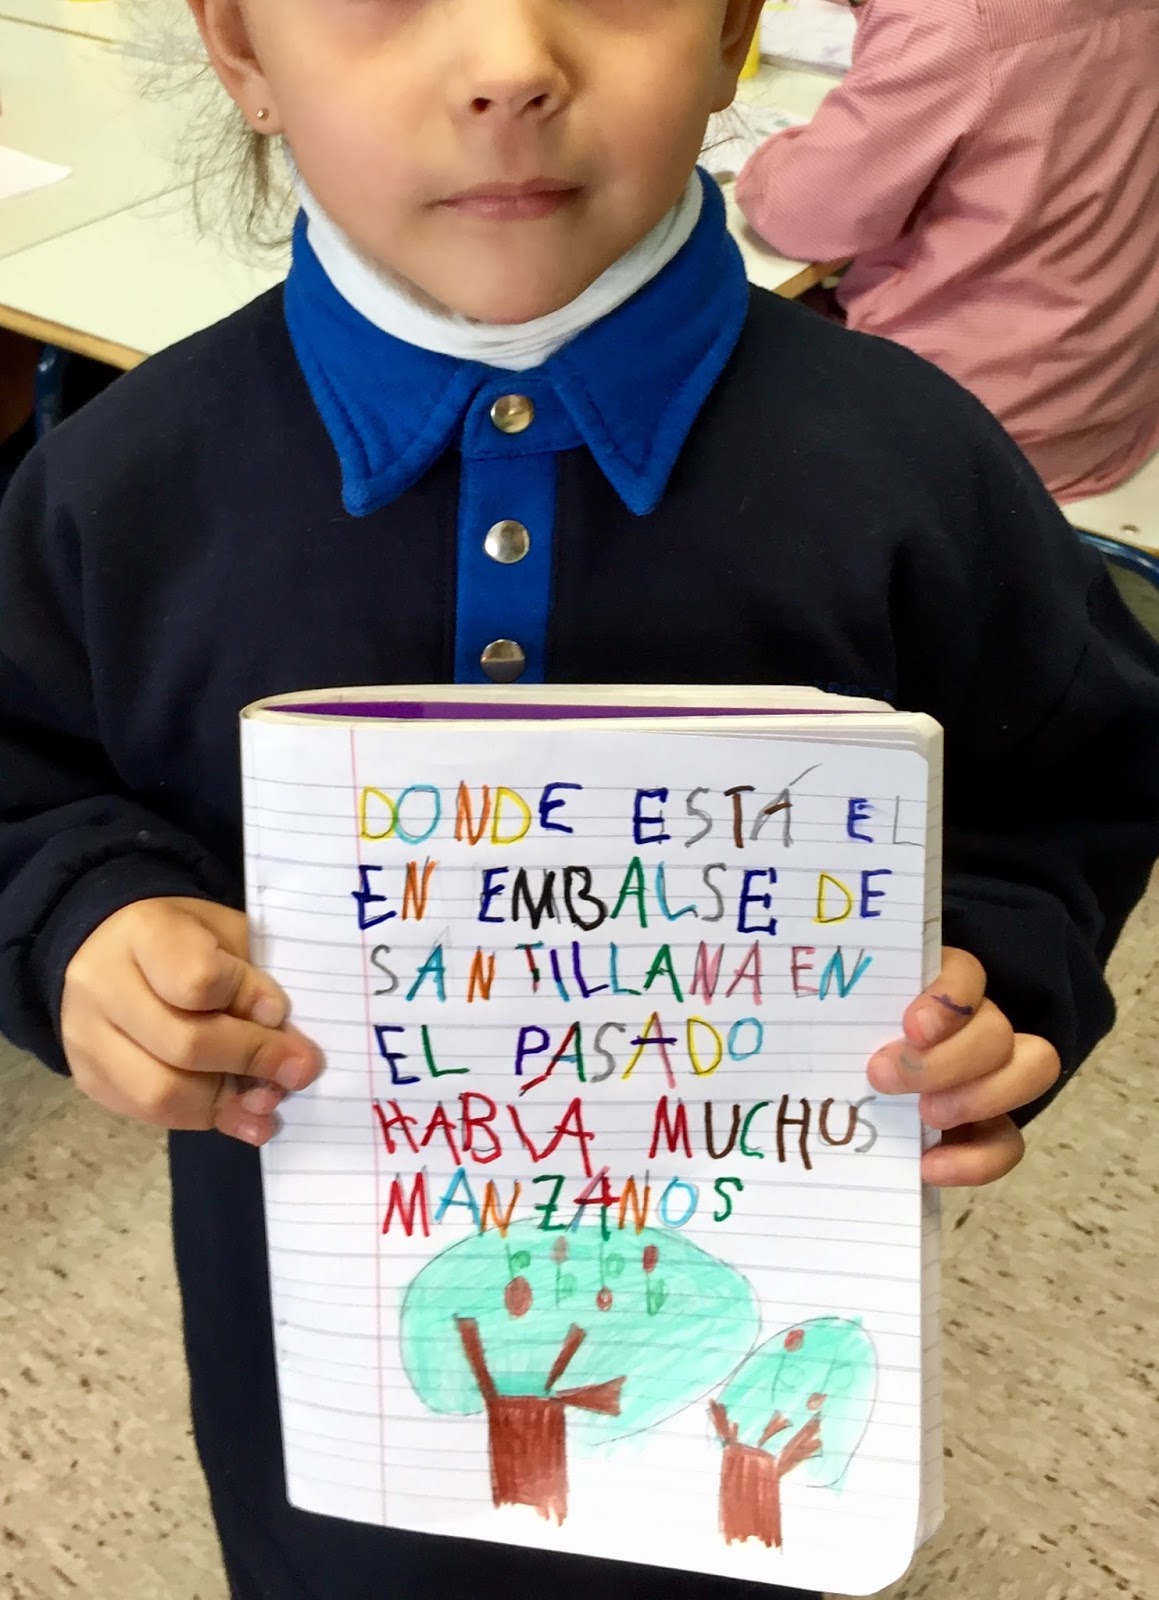 DONDE ESTÁ EL
EN EMBALSE DE
SANTILLANA EN
EL PASADO
HABÍA MUCHOS
MANZANOS